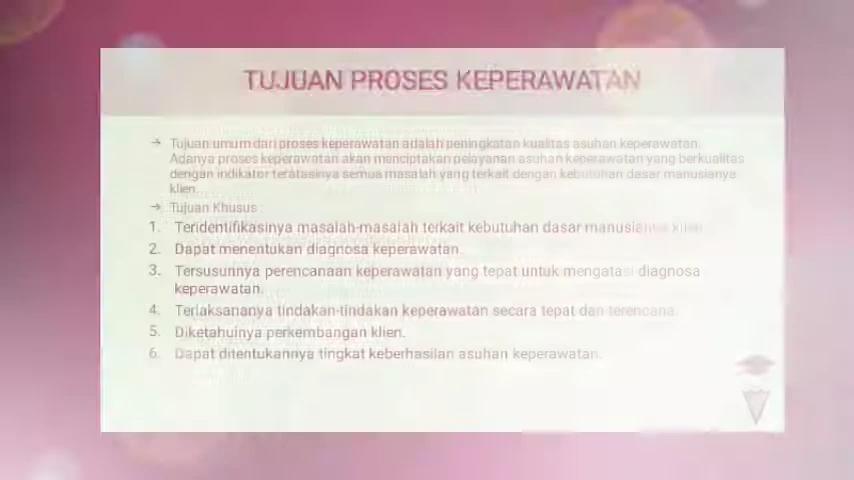 TUJUAN PROSES KEPERAWATAN
→ Tujuan umum dari proses keperawatan adalah peningkatan kualitas asuhan keperawatan.
Adanya proses keperawatan akan menciptakan pelayanan asuhan keperawatan yang berkualitas
dengan indikator teratasinya semua masalah yang terkait dengan kebutuhan dasar manusianya
klien.
→ Tujuan Khusus :
1. Teridentifikasinya masalah-masalah terkait kebutuhan dasar manusianya klien.
2. Dapat menentukan diagnosa keperawatan.
3. Tersusunnya perencanaan keperawatan yang tepat untuk mengatasi diagnosa
keperawatan.
4. Terlaksananya tindakan-tindakan keperawatan secara tepat dan terencana.
5. Diketahuinya perkembangan klien.
6. Dapat ditentukannya tingkat keberhasilan asuhan keperawatan.